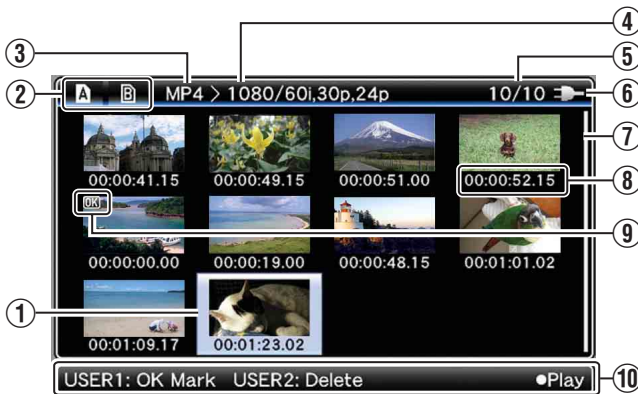 ④
③
⑤
② A B MP4 > 1080/60i,30p,24p 10/10 ⑥
⑦
00:00:41.15 00:00:49.15 00:00:51.00 00:00:52.15 ⑧
OK
⑨
00:00:00.00 00:00:19.00 00:00:48.15 00:01:01.02
①
00:01:09.17 00:01:23.02
USER1: OK Mark USER2: Delete ●Play ⑩